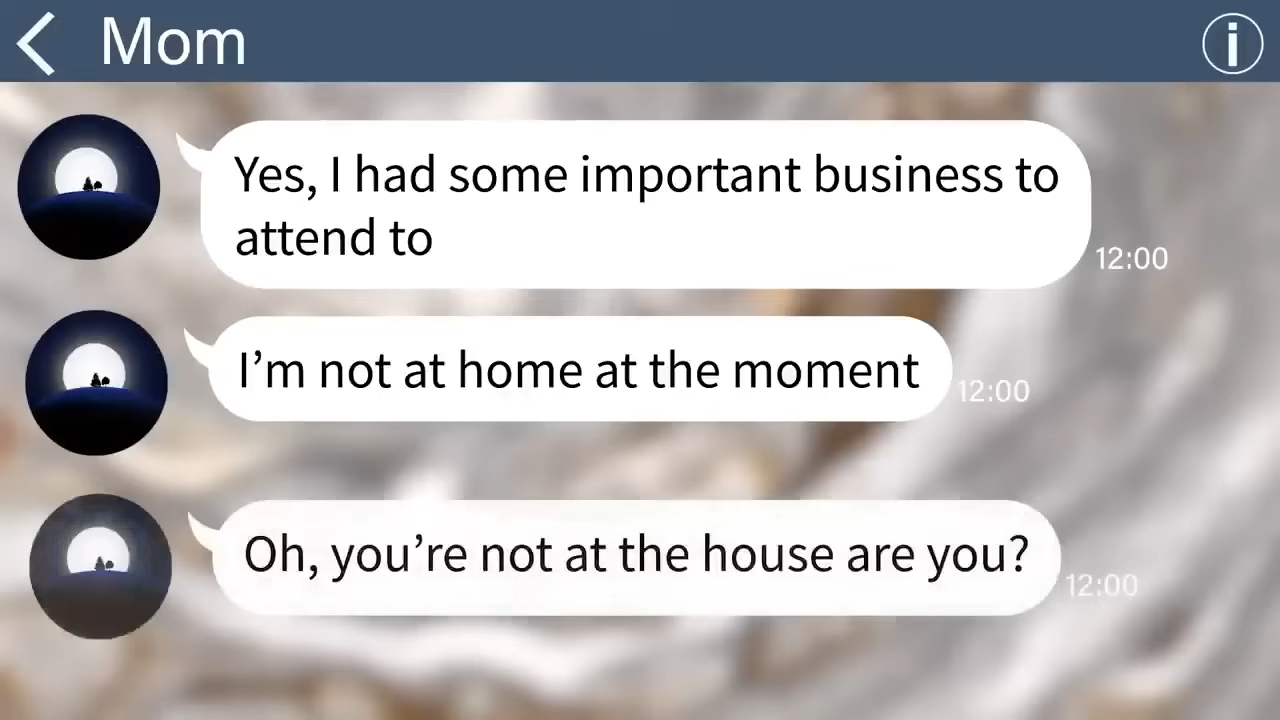 Mom
Yes, I had some important business to
attend to
12:00
I’m not at home at the moment
12:00
Oh, you’re not at the house are you?
12:00